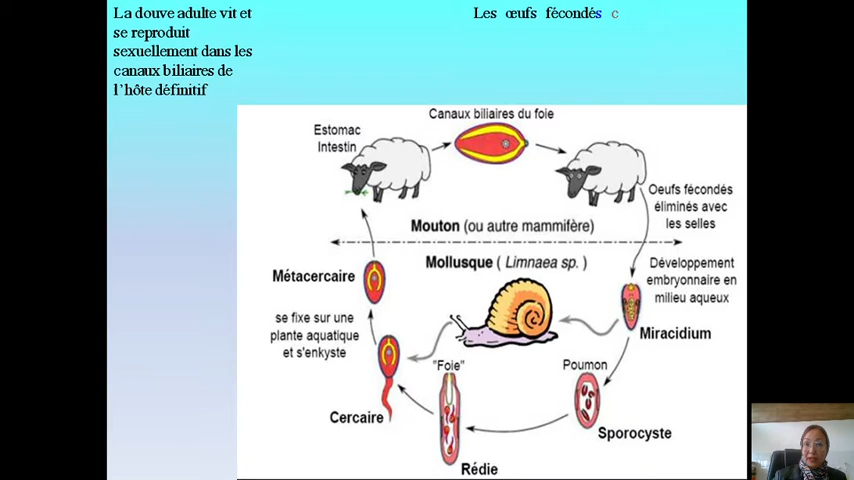 La douve adulte vit et
se reproduit
sexuellement dans les
canaux biliaires de
l'hôte définitif
Les œufs fécondés c
Canaux biliaires du foie
Estomac
Intestin
Oeufs fécondés
éliminés avec
les selles
Mouton (ou autre mammifère)
Mollusque ( Limnaea sp. )
Développement
embryonnaire en
milieu aqueux
Métacercaire
Miracidium
se fixe sur une
plante aquatique
et s'enkyste
"Foie"
Poumon
Cercaire
Sporocyste
Rédie